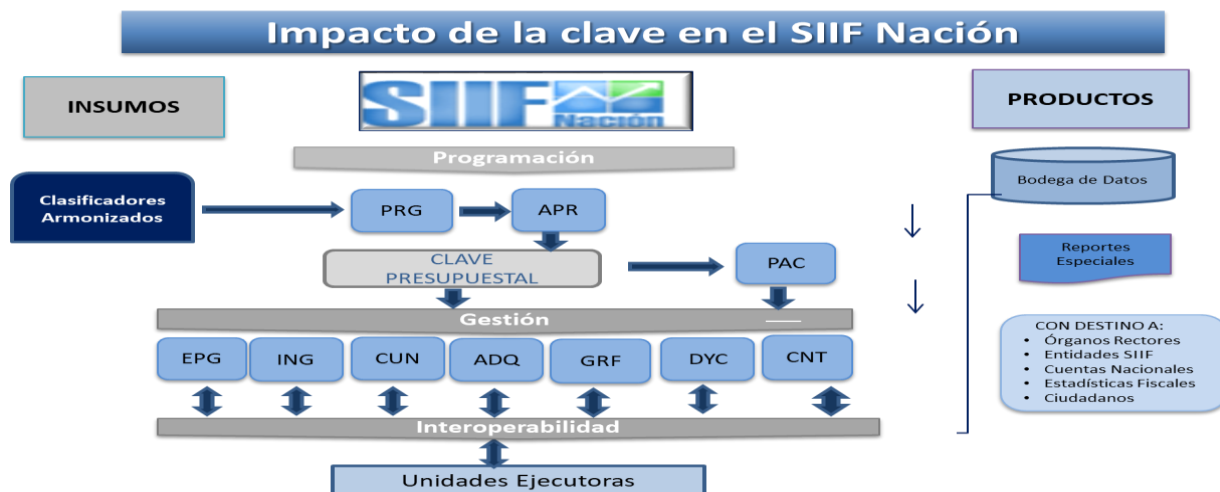 Impacto de la clave en el SIIF Nación
INSUMOS
SIIF
Nación
PRODUCTOS
Programación
Clasificadores
Armonizados
PRG
APR
Bodega de Datos
CLAVE
PRESUPUESTAL
PAC
Reportes
Especiales
Gestión
EPG
ING
CUN
ADQ
GRF
DYC
CNT
CON DESTINO A:
• Órganos Rectores
• Entidades SIIF
• Cuentas Nacionales
• Estadísticas Fiscales
• Ciudadanos
Interoperabilidad
Unidades Ejecutoras